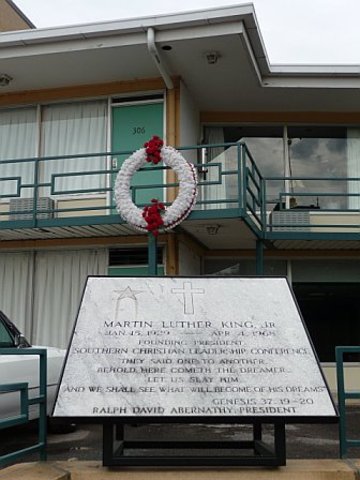 306
MARTIN LUTHER KING, JR.
JAN. 15, 1929 APR. 4, 1968
FOUNDING PRESIDENT
SOUTHERN CHRISTIAN LEADERSHIP CONFERENCE
THEY SAID ONE TO ANOTHER,
BEHOLD HERE COMETH THE DREAMER..
LET US SLAY HIM..
AND WE SHALL SEE WHAT WILL BECOME OF HIS DREAMS
GENESIS 37:19-20
RALPH DAVID ABERNATHY, PRESIDENT